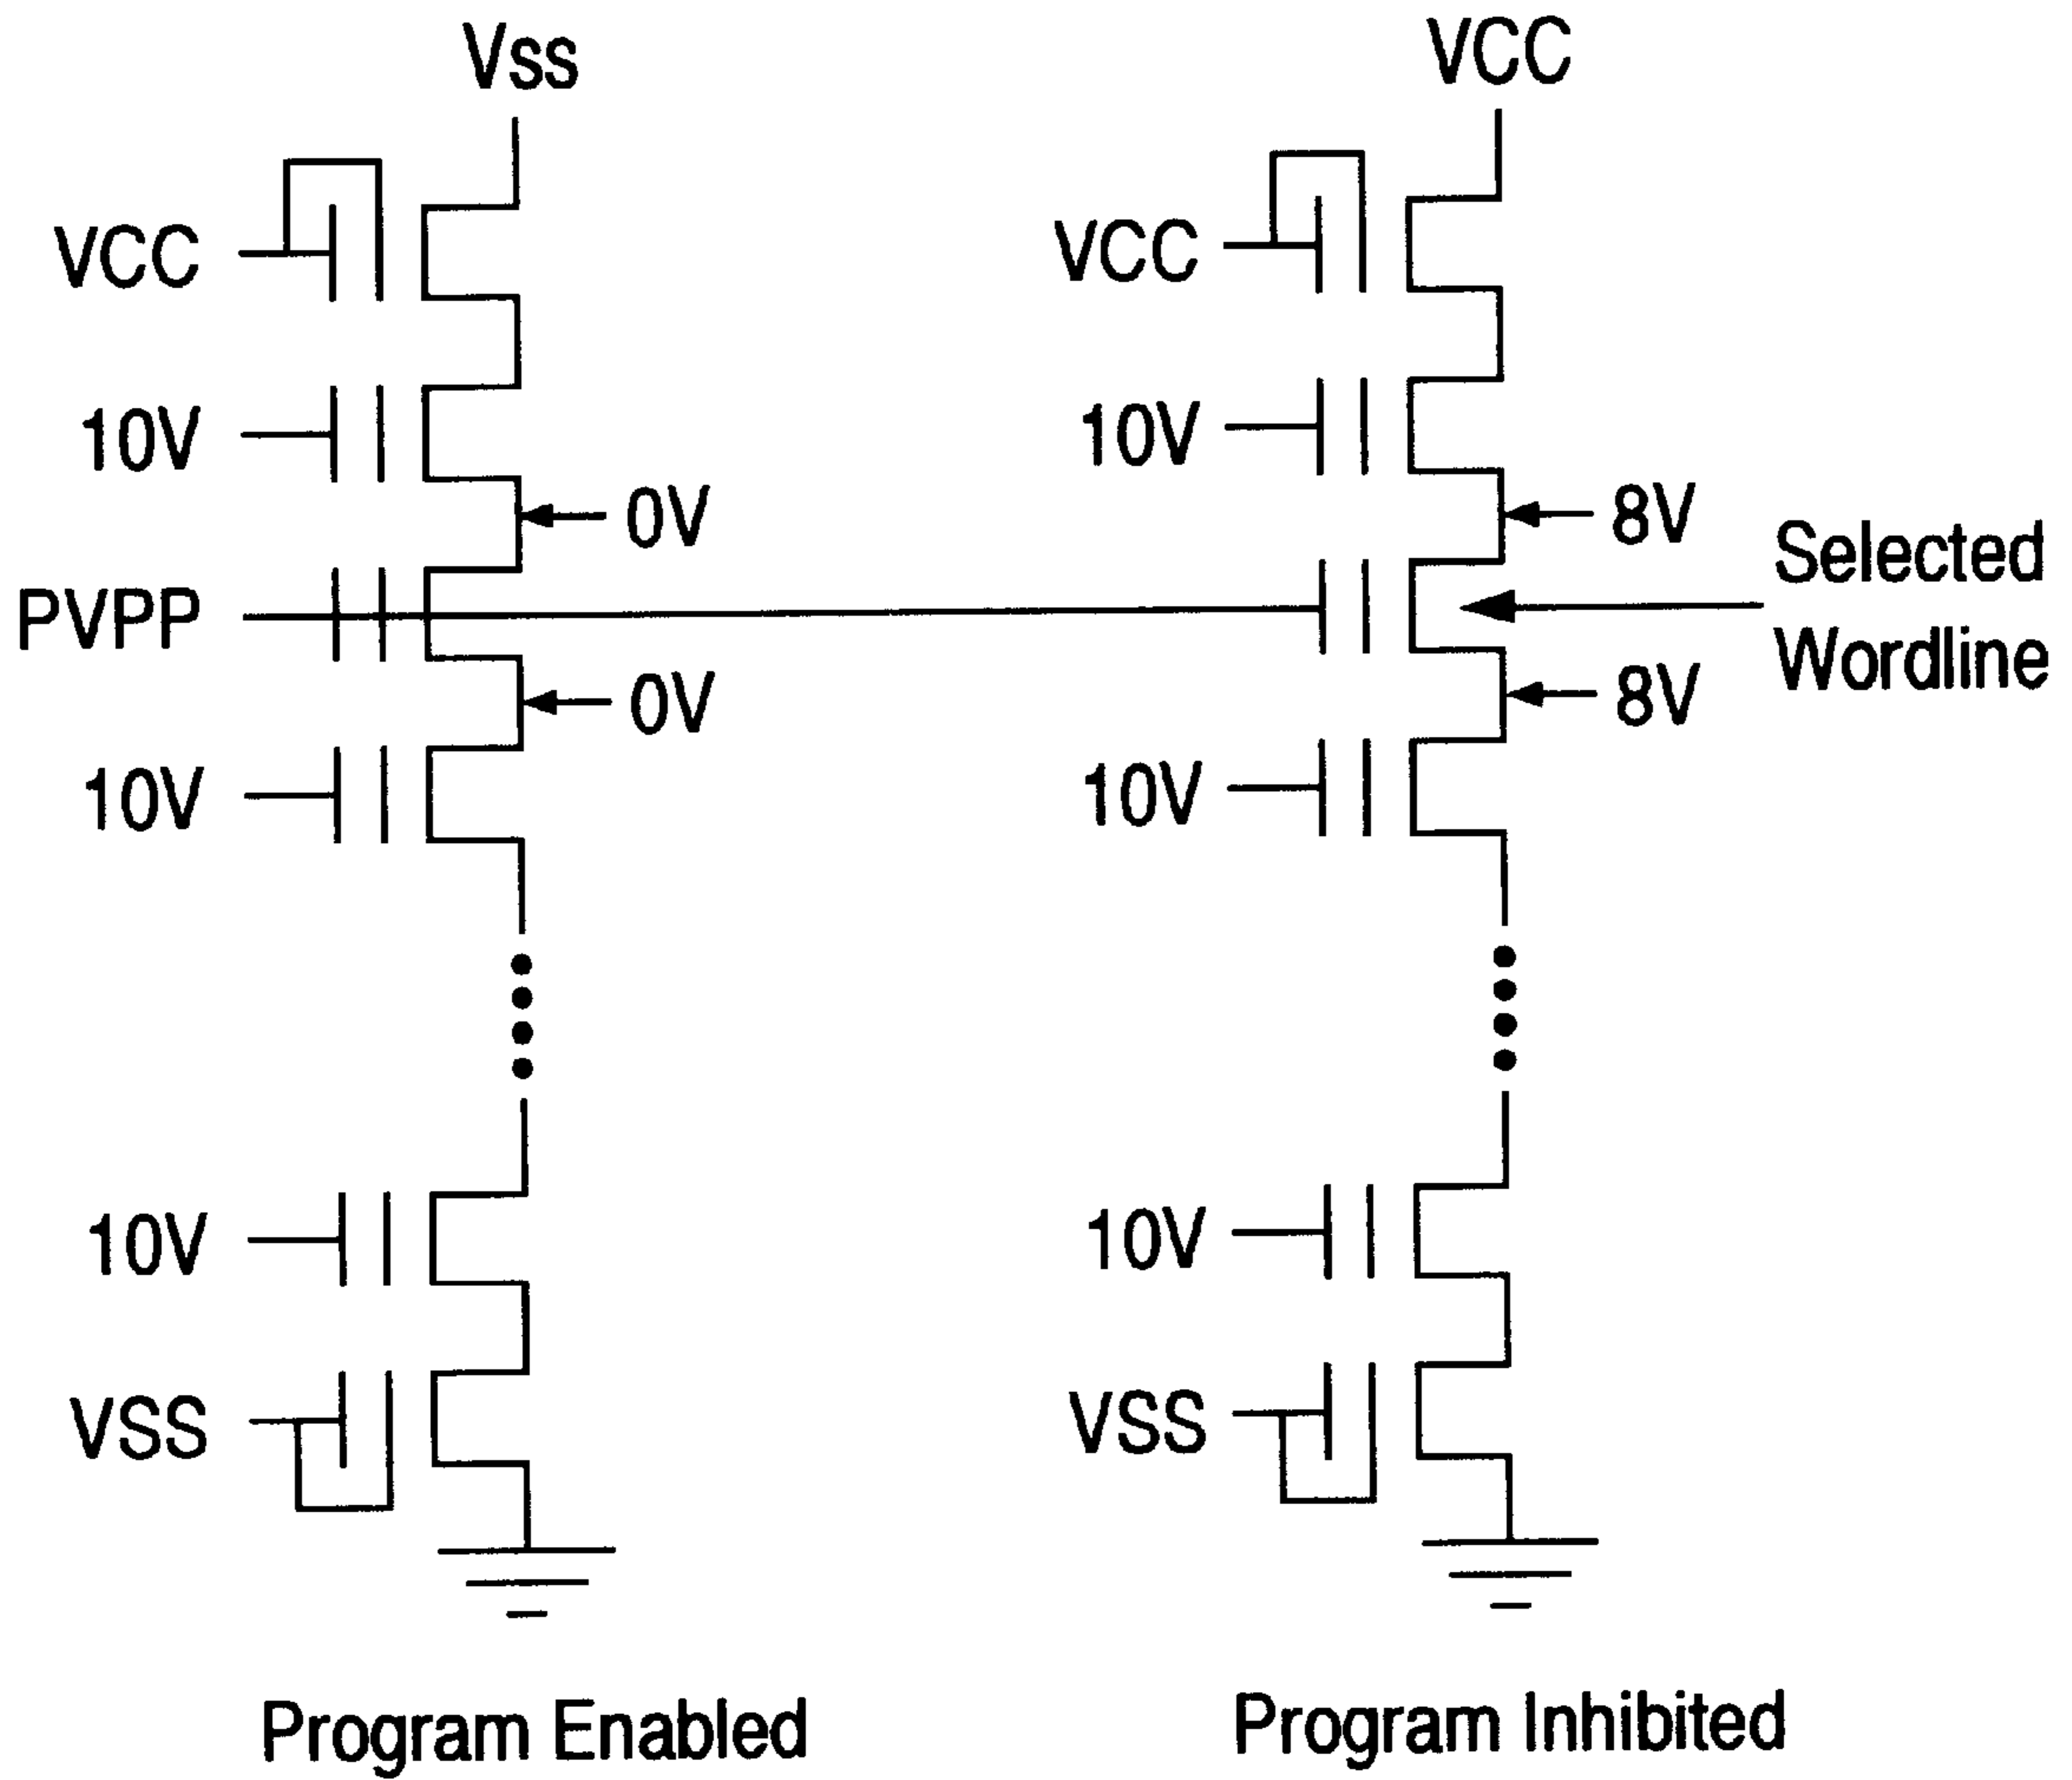 Vss
VCC
VCC
VCC
10V
10V
0V
8V
Selected
Wordline
PVPP
0V
8V
10V
10V
10V
10V
VSS
VSS
Program Enabled
Program Inhibited